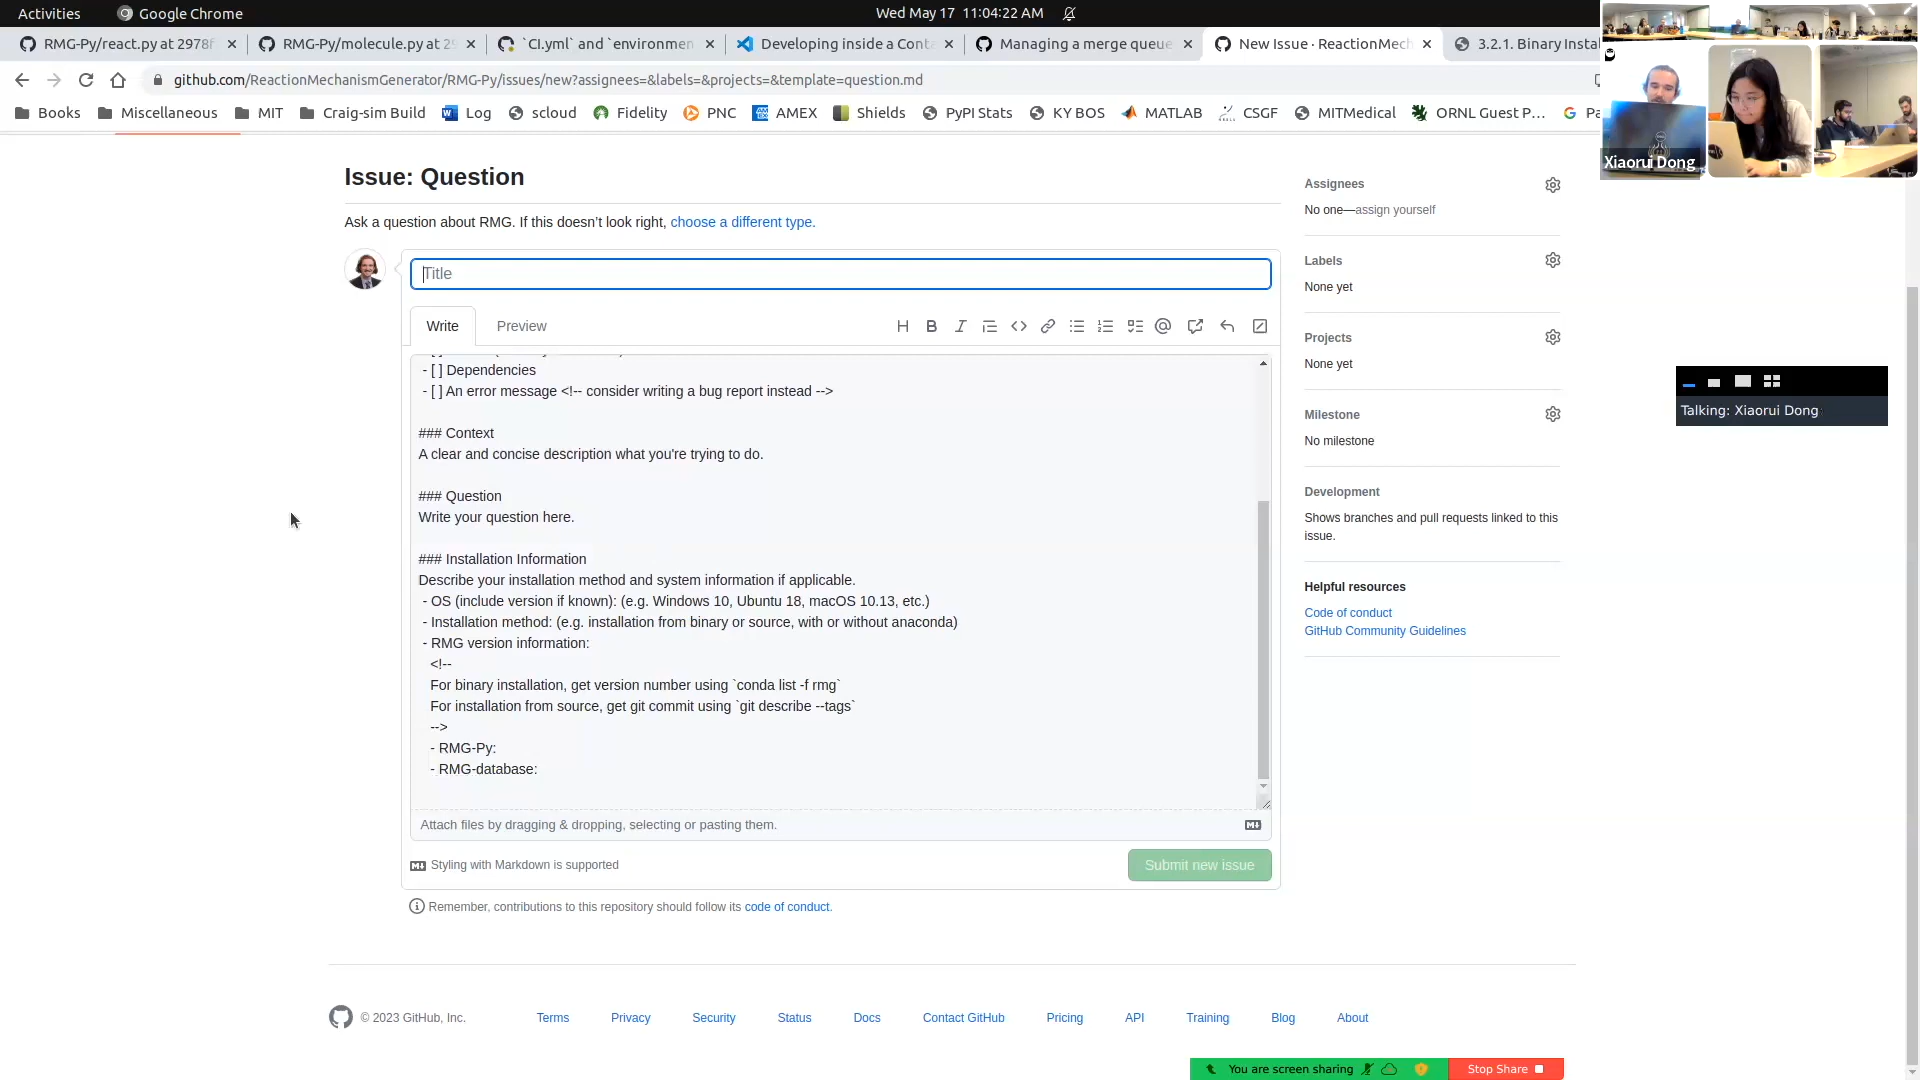 Activities
Google Chrome
Wed May 17 11:04:22 AM
RMG-Py/react.py at 2978f
RMG-Py/molecule.py at 29
`CI.yml` and `environmen
Developing inside a Conta
Managing a merge queue
New Issue · ReactionMech
3.2.1. Binary Insta
github.com/ReactionMechanismGenerator/RMG-Py/issues/new?assignees=&labels=&projects=&template=question.md
Books
Miscellaneous
MIT
Craig-sim Build
Log
scloud
Fidelity
PNC
AMEX
Shields
PyPI Stats
KY BOS
MATLAB
CSGF
MITMedical
ORNL Guest P...
Xiaorui Dong
Issue: Question
Ask a question about RMG. If this doesn't look right, choose a different type.
Title
Write
Preview
- [ ] Dependencies
- [ ] An error message <!-- consider writing a bug report instead -->
### Context
A clear and concise description what you're trying to do.
### Question
Write your question here.
### Installation Information
Describe your installation method and system information if applicable.
- OS (include version if known): (e.g. Windows 10, Ubuntu 18, macOS 10.13, etc.)
- Installation method: (e.g. installation from binary or source, with or without anaconda)
- RMG version information:
<!--
For binary installation, get version number using `conda list -f rmg`
For installation from source, get git commit using `git describe --tags`
-->
- RMG-Py:
- RMG-database:
Attach files by dragging & dropping, selecting or pasting them.
Styling with Markdown is supported
Submit new issue
Remember, contributions to this repository should follow its code of conduct.
Assignees
No one—assign yourself
Labels
None yet
Projects
None yet
Milestone
No milestone
Development
Shows branches and pull requests linked to this
issue.
Helpful resources
Code of conduct
GitHub Community Guidelines
Talking: Xiaorui Dong
© 2023 GitHub, Inc.
Terms
Privacy
Security
Status
Docs
Contact GitHub
Pricing
API
Training
Blog
About
You are screen sharing
Stop Share